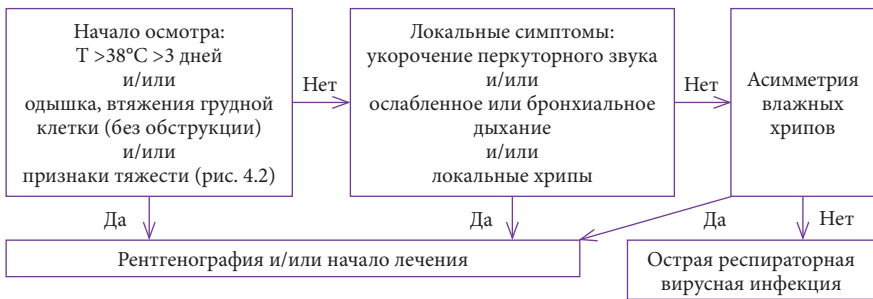 Начало осмотра:
Т >38°С >3 дней
и/или
одышка, втяжения грудной
клетки (без обструкции)
и/или
признаки тяжести (рис. 4.2)
Нет
Локальные симптомы:
укорочение перкуторного звука
и/или
ослабленное или бронхиальное
дыхание
и/или
локальные хрипы
Нет
Асимметрия
влажных
хрипов
Да
Да
Да
Нет
Рентгенография и/или начало лечения
Острая респираторная
вирусная инфекция